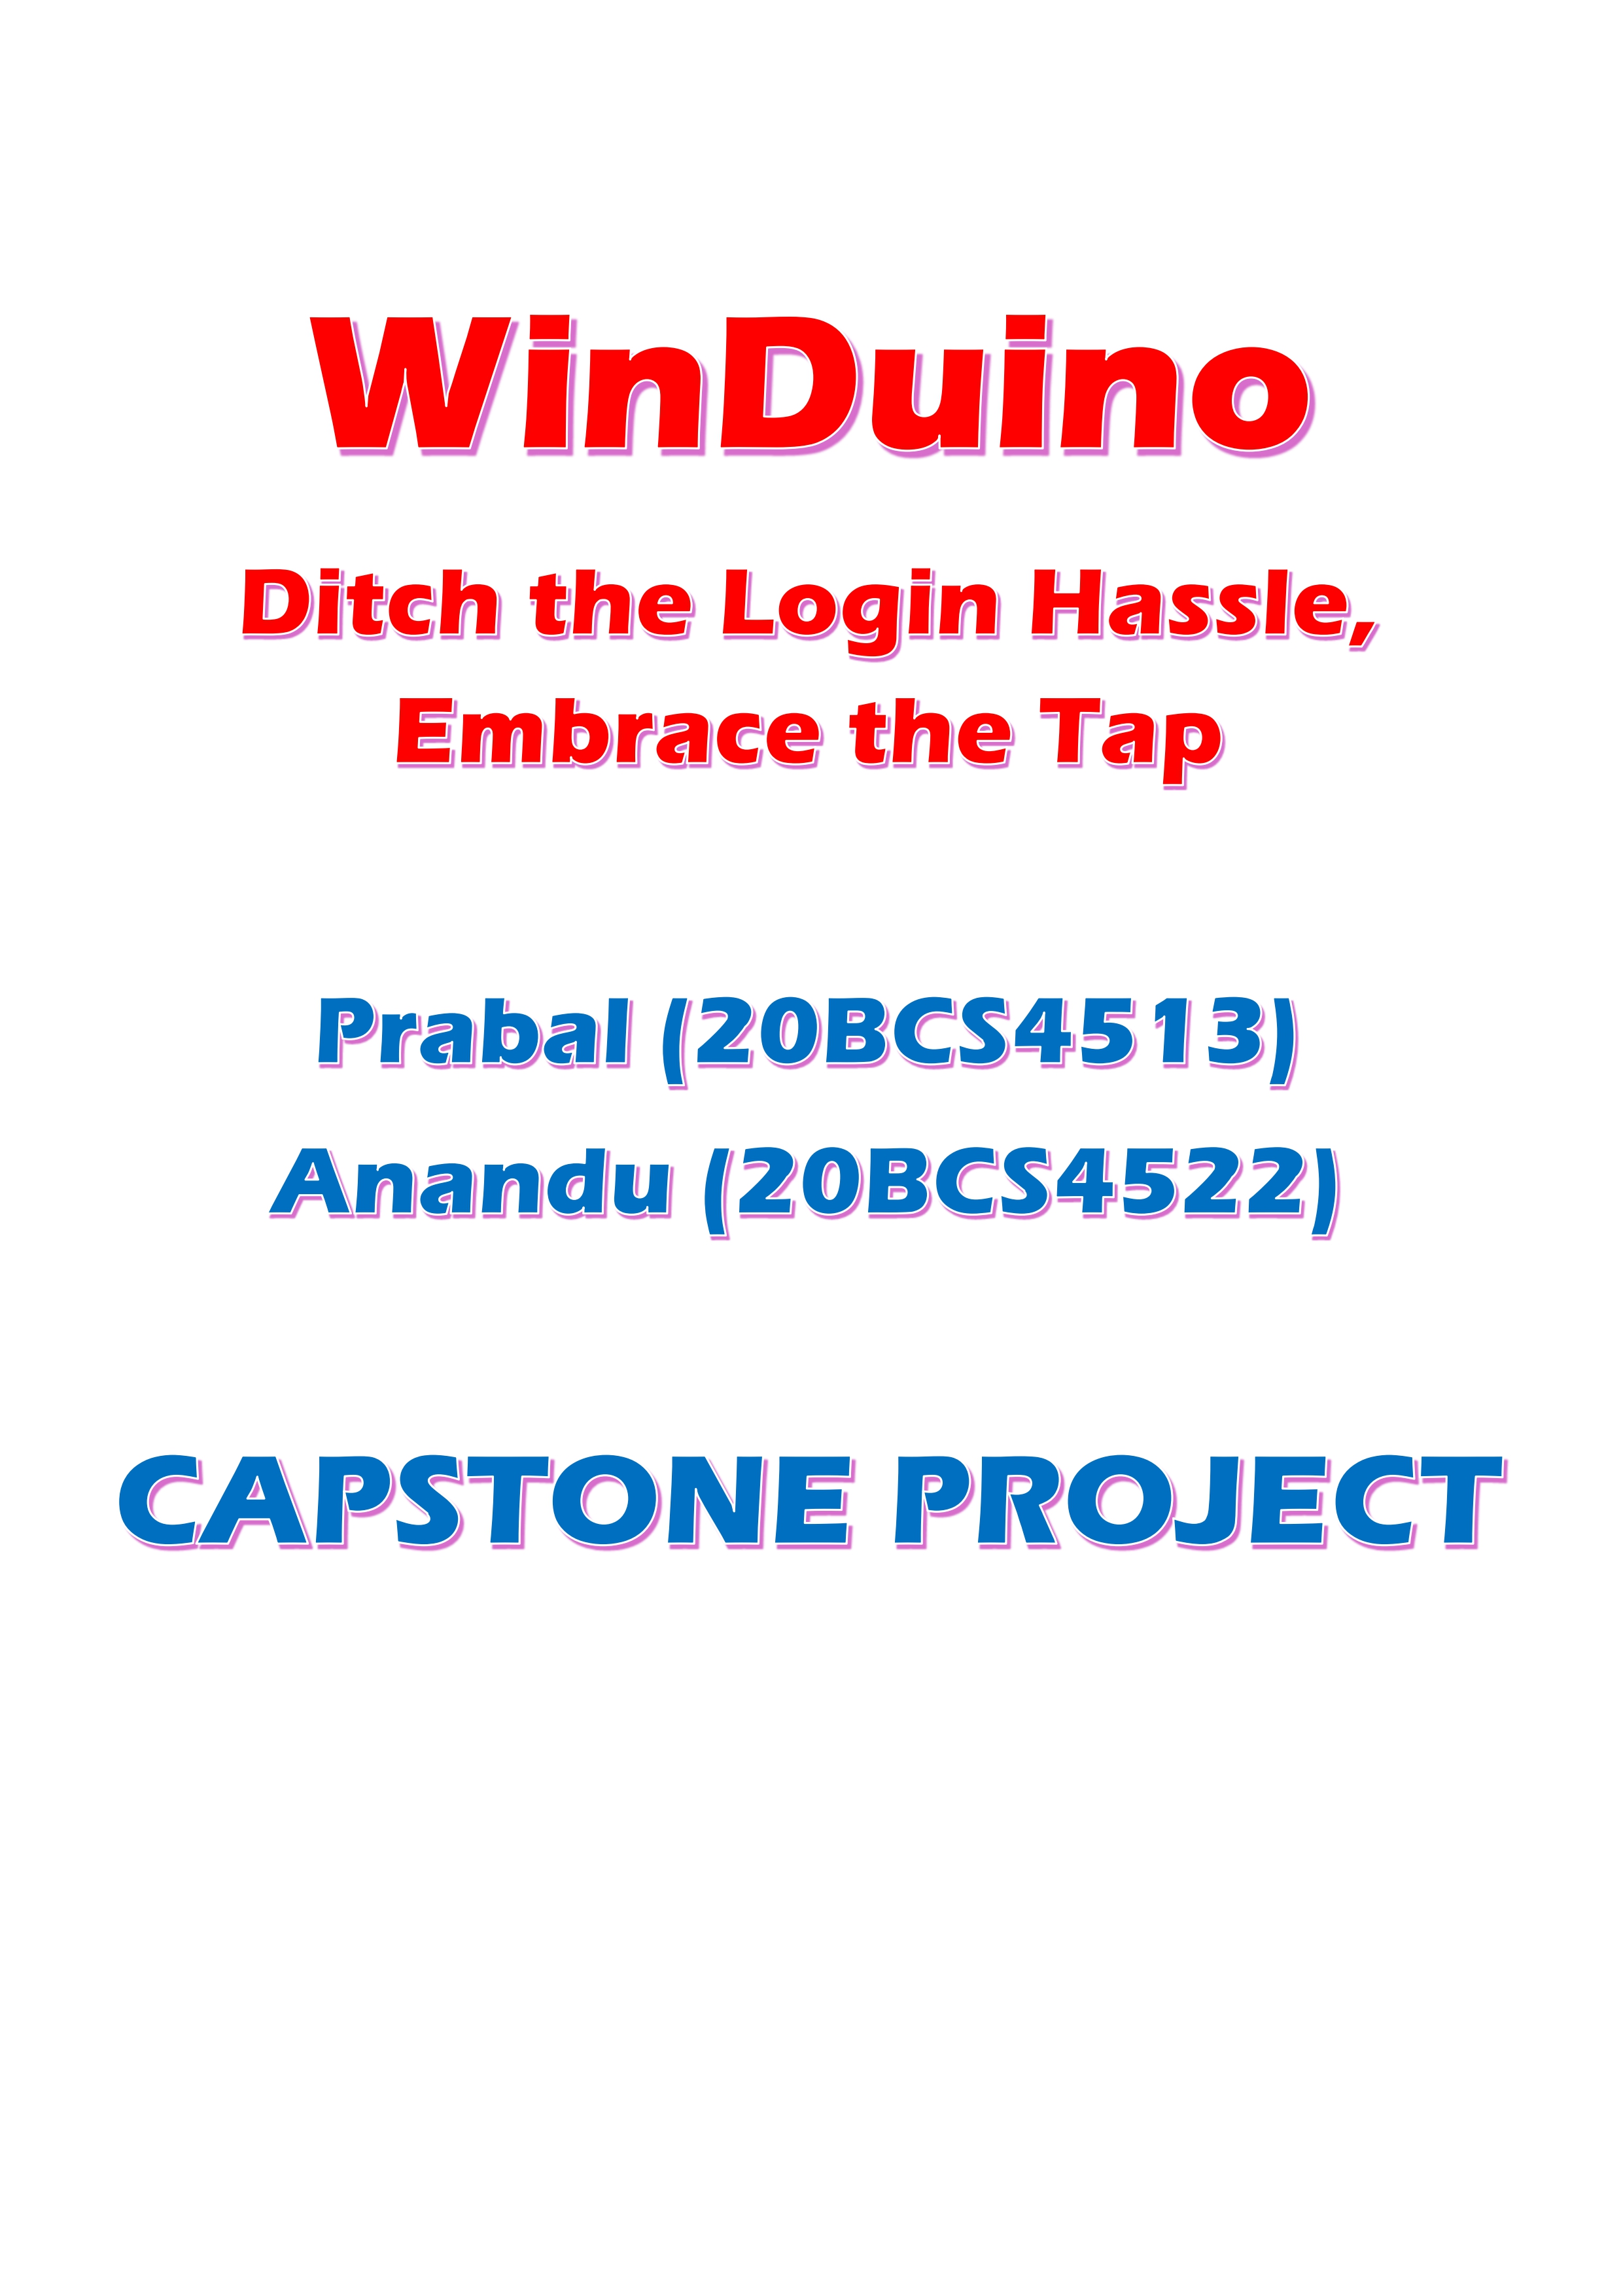 WinDuino
Ditch the Login Hassle,
Embrace the Tap
Prabal (20BCS4513)
Anandu (20BCS4522)
CAPSTONE PROJECT